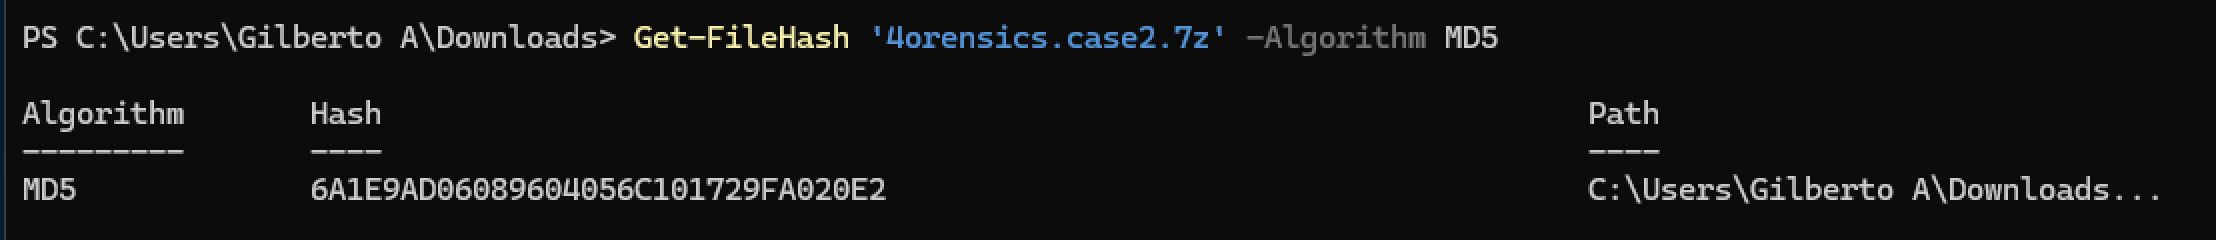 PS C:\Users\Gilberto A\Downloads> Get-FileHash '4orensics.case2.7z' -Algorithm MD5
Algorithm Hash Path
--------- ---- ----
MD5 6A1E9AD06089604056C101729FA020E2 C:\Users\Gilberto A\Downloads...